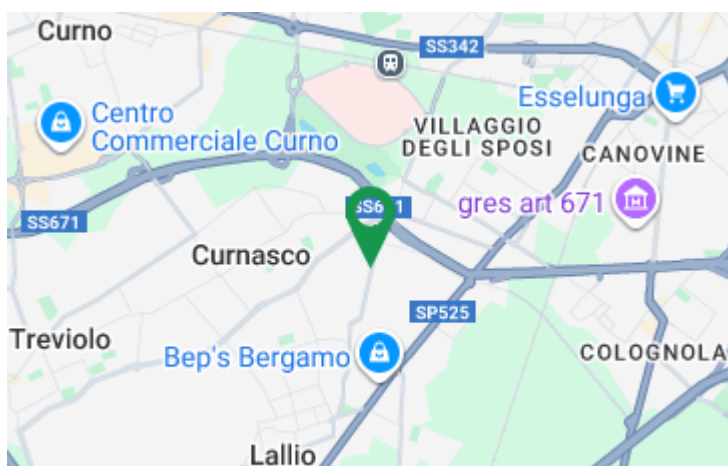 Curno
SS342
Esselunga
Centro
Commerciale Curno
VILLAGGIO
DEGLI SPOSI
CANOVINE
gres art 671
SS671
Curnasco
SP525
Treviolo
Bep's Bergamo
COLOGNOLA
Lallio